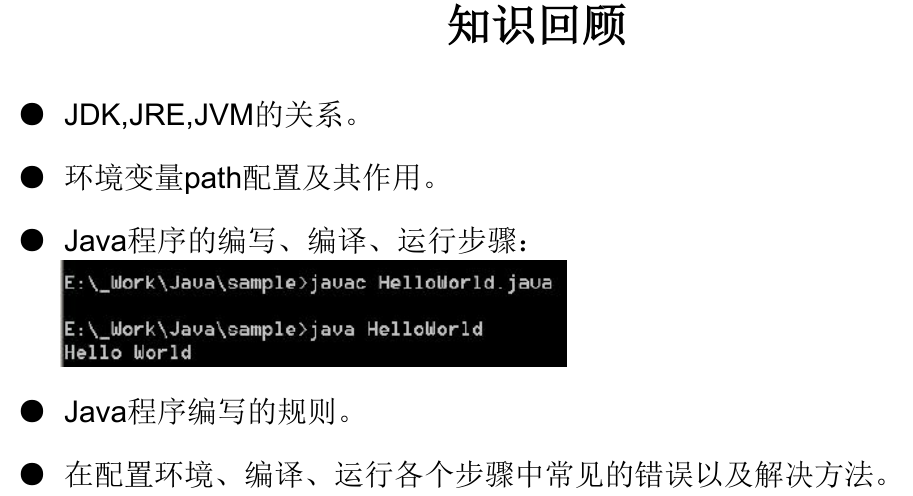 知识回顾
● JDK,JRE,JVM的关系。
● 环境变量path配置及其作用。
● Java程序的编写、编译、运行步骤：
E:\_Work\Java\sample>javac HelloWorld.java
E:\_Work\Java\sample>java HelloWorld
Hello World
● Java程序编写的规则。
● 在配置环境、编译、运行各个步骤中常见的错误以及解决方法。